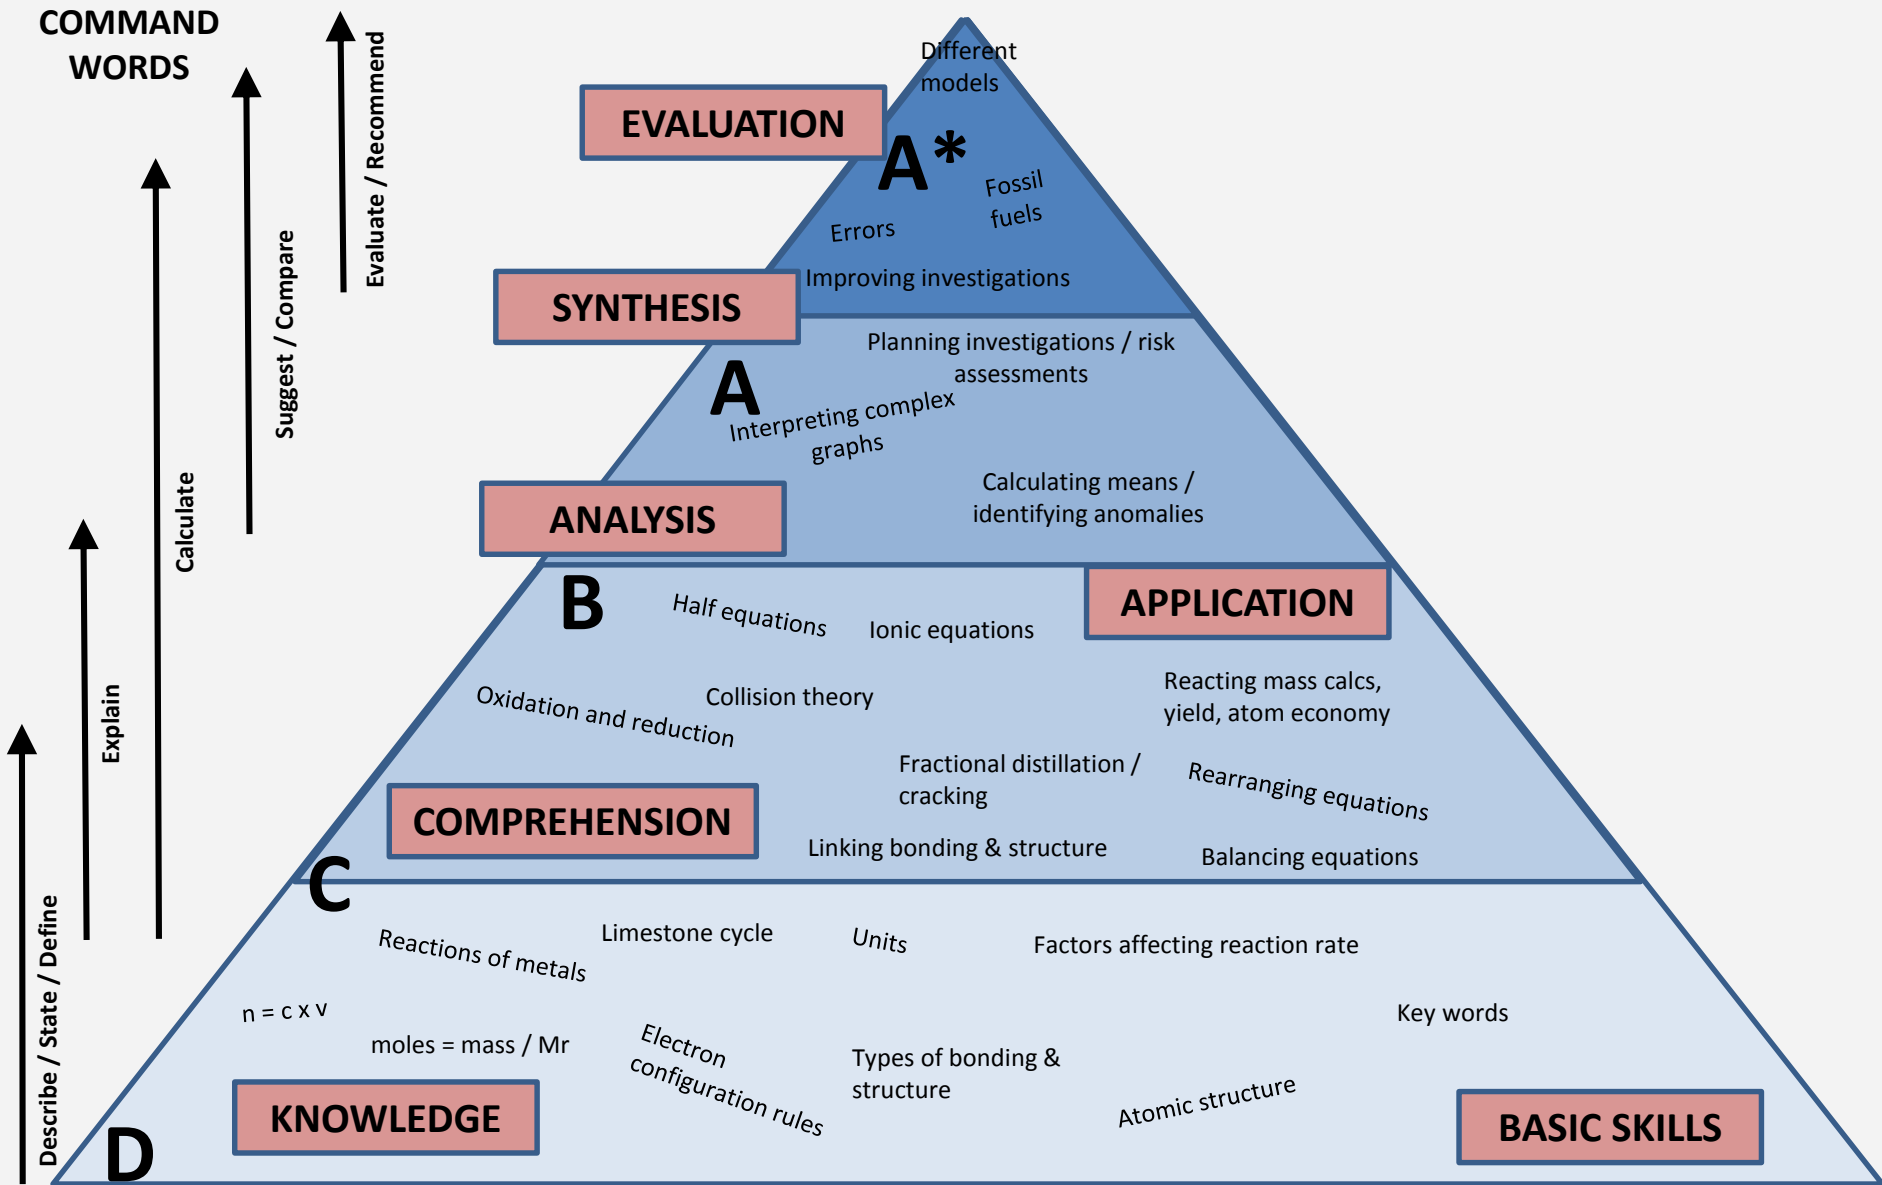 COMMAND
WORDS
Evaluate / Recommend
Suggest / Compare
Calculate
Explain
Describe / State / Define
Different
models
EVALUATION
A*
Fossil
fuels
Errors
Improving investigations
SYNTHESIS
Planning investigations / risk
assessments
A
Interpreting complex
graphs
Calculating means /
identifying anomalies
ANALYSIS
B
Half equations
Ionic equations
APPLICATION
Oxidation and reduction
Collision theory
Reacting mass calcs,
yield, atom economy
Fractional distillation /
cracking
Rearranging equations
COMPREHENSION
Linking bonding & structure
Balancing equations
C
Reactions of metals
Limestone cycle
Units
Factors affecting reaction rate
n = c x v
moles = mass / Mr
Electron
configuration rules
Types of bonding &
structure
Key words
Atomic structure
KNOWLEDGE
BASIC SKILLS
D